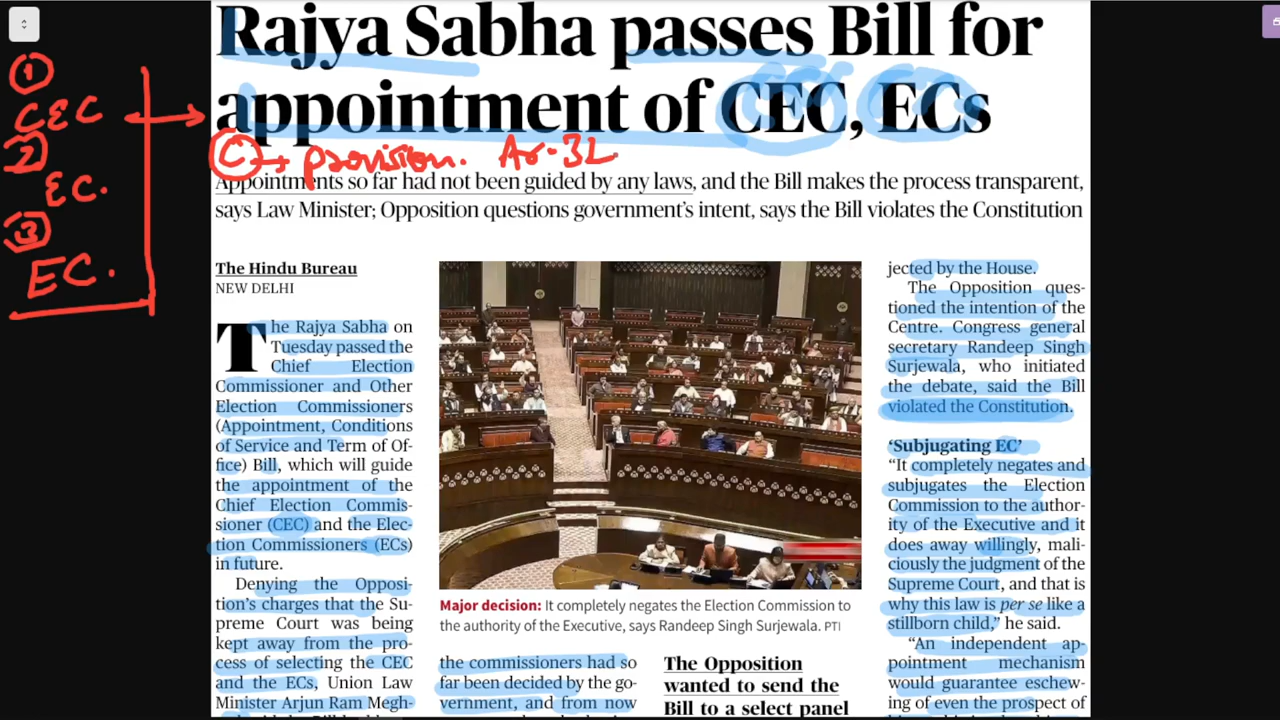 ①
CEC
②
EC.
③
EC.
Rajya Sabha passes Bill for
appointment of CEC, ECs
C → provision. Ar-32
Appointments so far had not been guided by any laws, and the Bill makes the process transparent,
says Law Minister; Opposition questions government's intent, says the Bill violates the Constitution
The Hindu Bureau
NEW DELHI
The Rajya Sabha on
Tuesday passed the
Chief Election
Commissioner and Other
Election Commissioners
(Appointment, Conditions
of Service and Term of Of-
fice) Bill, which will guide
the appointment of the
Chief Election Commis-
sioner (CEC) and the Elec-
tion Commissioners (ECs)
in future.
Denying the Opposi-
tion's charges that the Su-
preme Court was being
kept away from the pro-
cess of selecting the CEC
and the ECs, Union Law
Minister Arjun Ram Megh-
Major decision: It completely negates the Election Commission to
the authority of the Executive, says Randeep Singh Surjewala. PTI
the commissioners had so
far been decided by the go-
vernment, and from now
The Opposition
wanted to send the
Bill to a select panel
jected by the House.
The Opposition ques-
tioned the intention of the
Centre. Congress general
secretary Randeep Singh
Surjewala, who initiated
the debate, said the Bill
violated the Constitution.
'Subjugating EC'
"It completely negates and
subjugates the Election
Commission to the author-
ity of the Executive and it
does away willingly, mali-
ciously the judgment of the
Supreme Court, and that is
why this law is per se like a
stillborn child," he said.
"An independent ap-
pointment mechanism
would guarantee eschew-
ing of even the prospect of